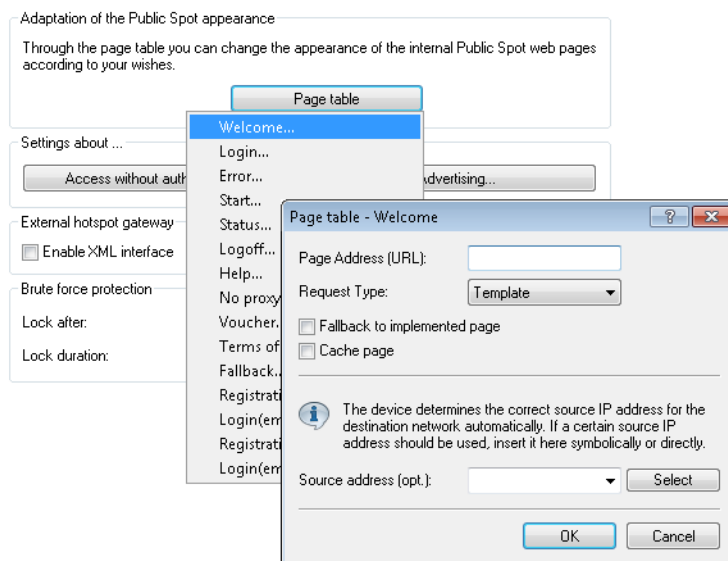 Adaptation of the Public Spot appearance
Through the page table you can change the appearance of the internal Public Spot web pages
according to your wishes.
Page table
Welcome...
Login...
Error...
Start...
Status...
Logoff...
Help...
No proxy
Voucher.
Terms of
Fallback..
Registrati
Login(em
Registrati
Login(em
Settings about ...
Access without auth
Advertising...
External hotspot gateway
Enable XML interface
Brute force protection
Lock after:
Lock duration:
Page table - Welcome
?
Page Address (URL):
Request Type:
Template
Fallback to implemented page
Cache page
The device determines the correct source IP address for the
destination network automatically. If a certain source IP
address should be used, insert it here symbolically or directly.
Source address (opt.):
Select
OK
Cancel